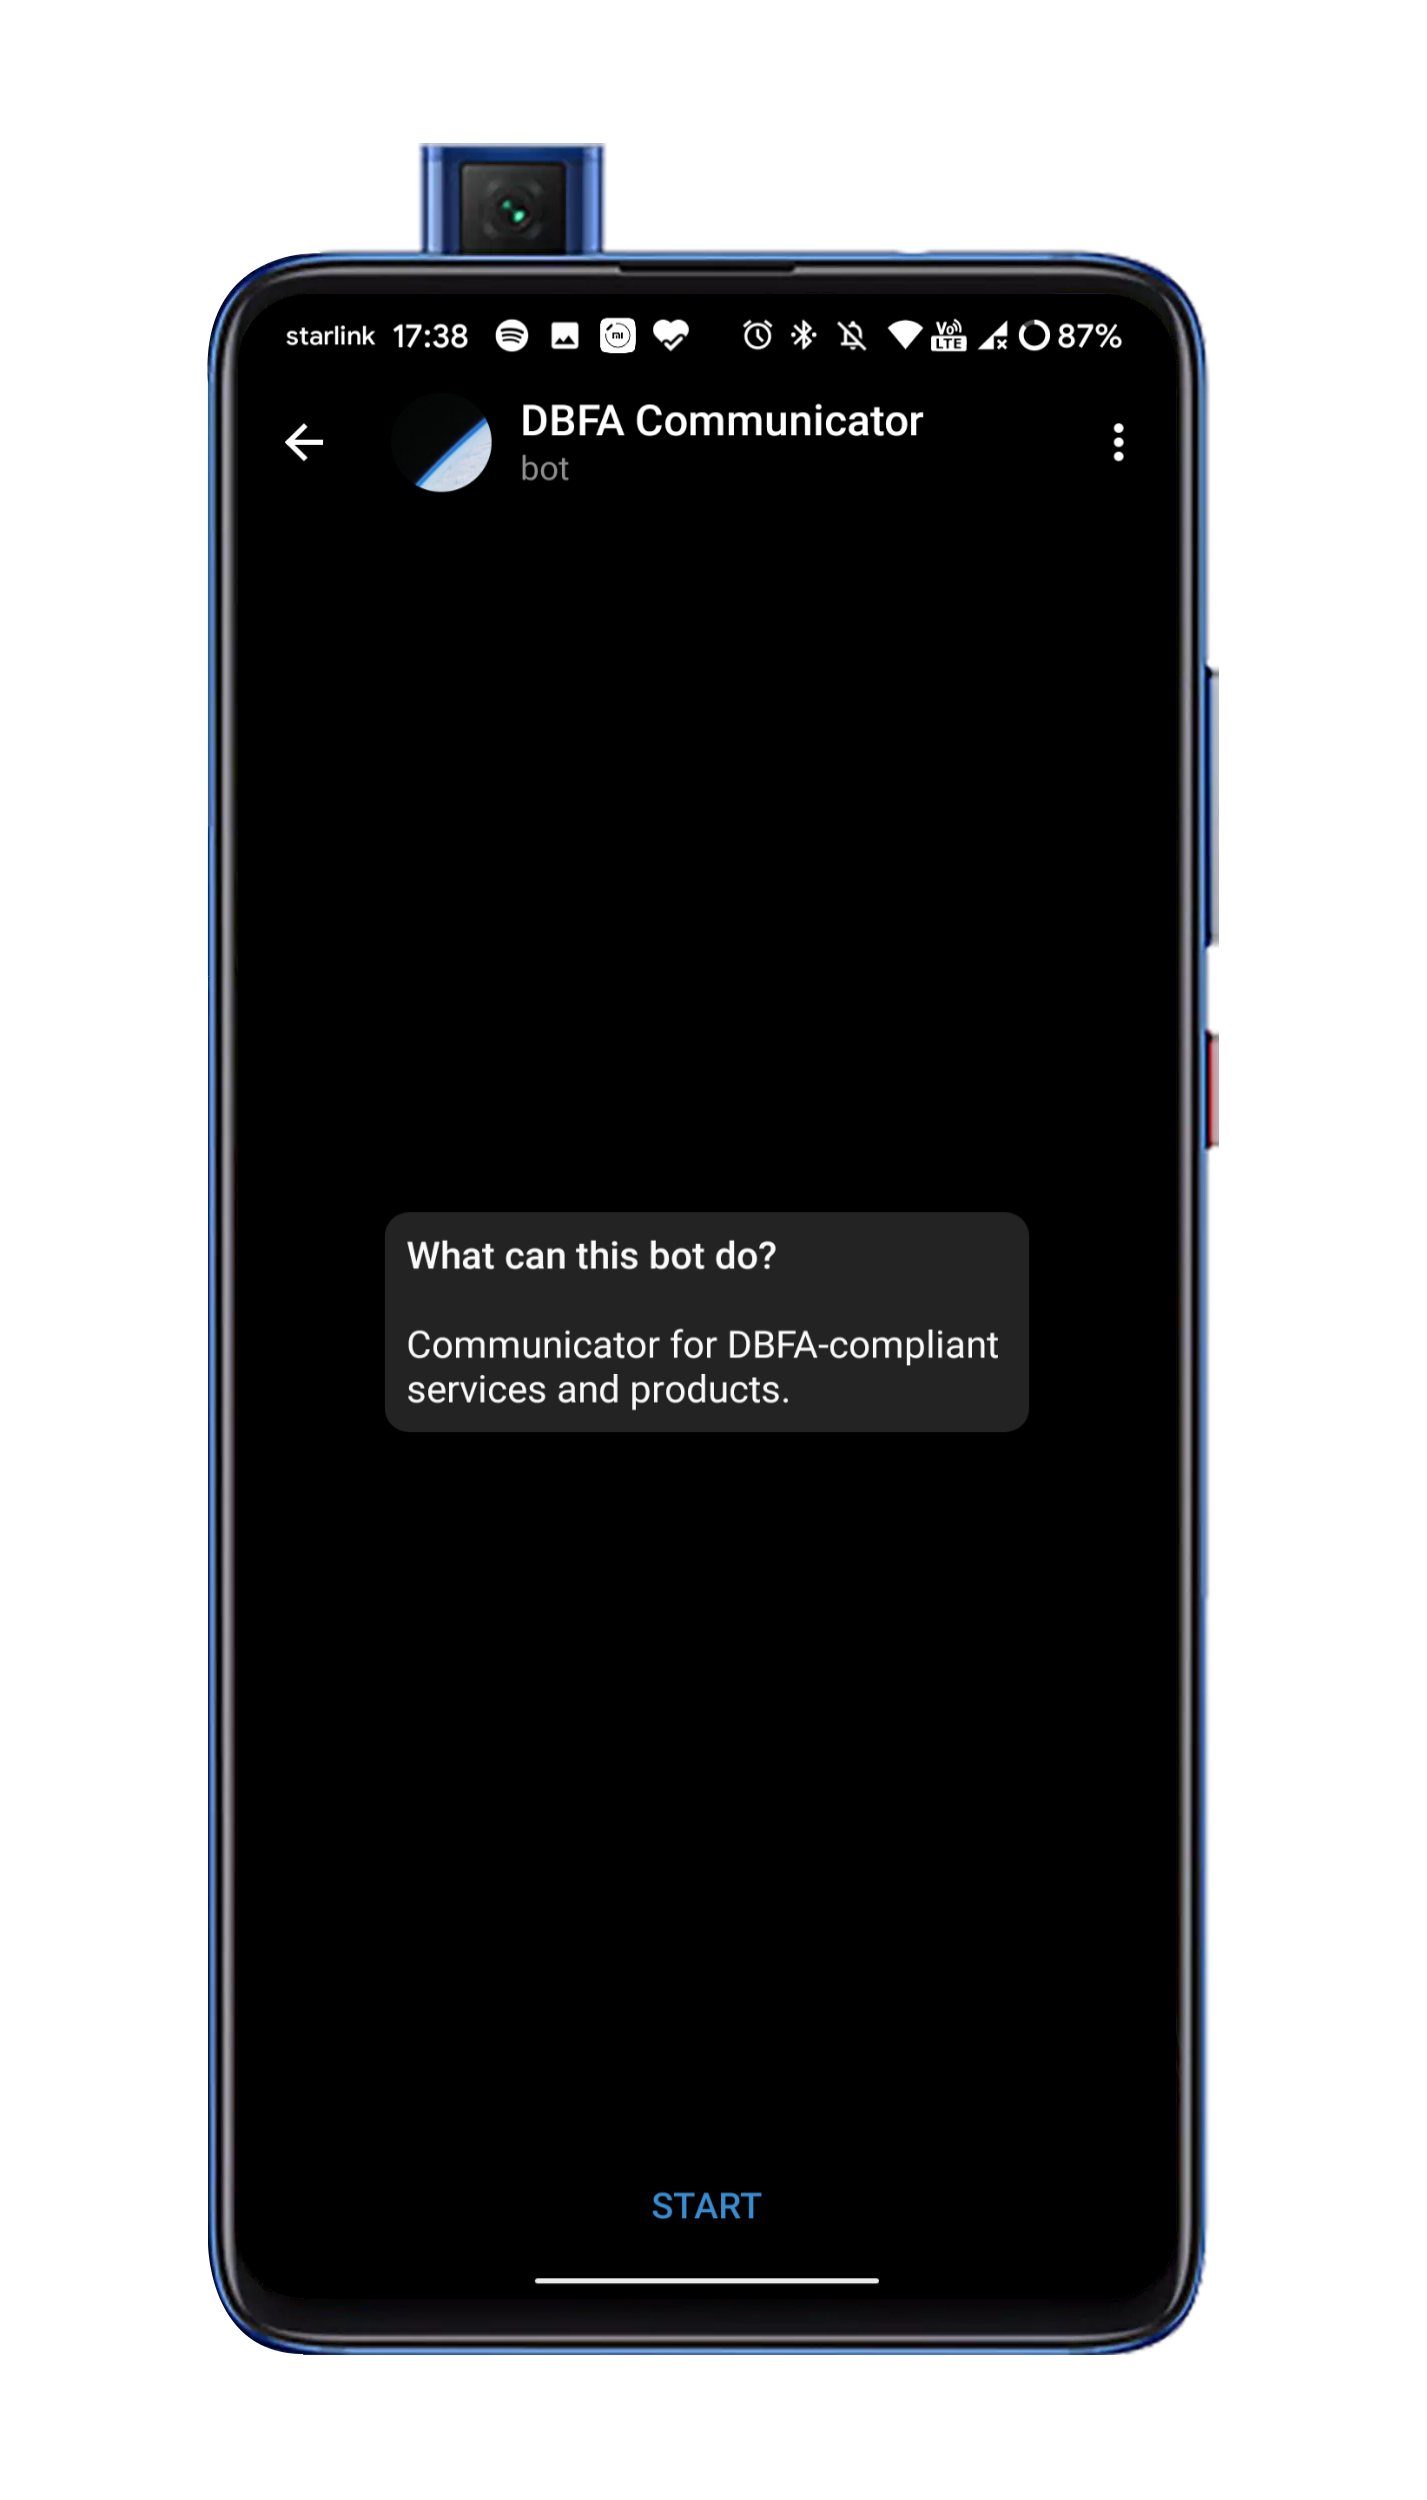 starlink 17:38 mi Vo) LTE 87%
DBFA Communicator
bot
What can this bot do?
Communicator for DBFA-compliant
services and products.
START